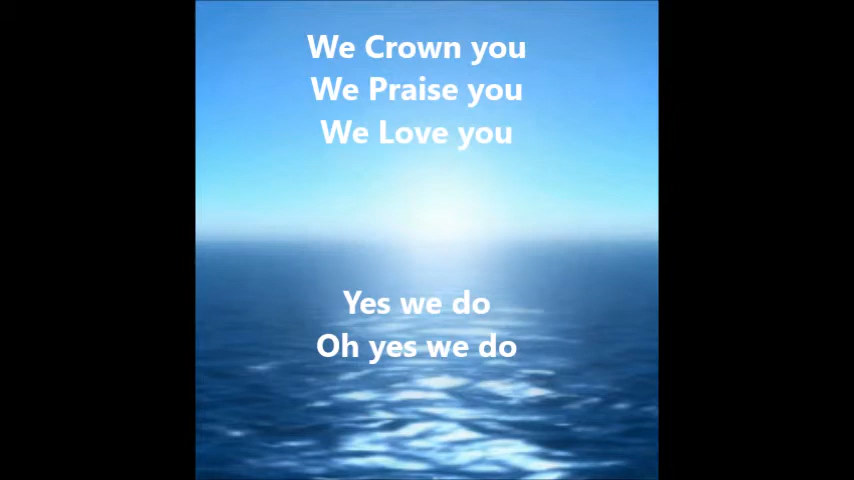 We Crown you
We Praise you
We Love you
Yes we do
Oh yes we do